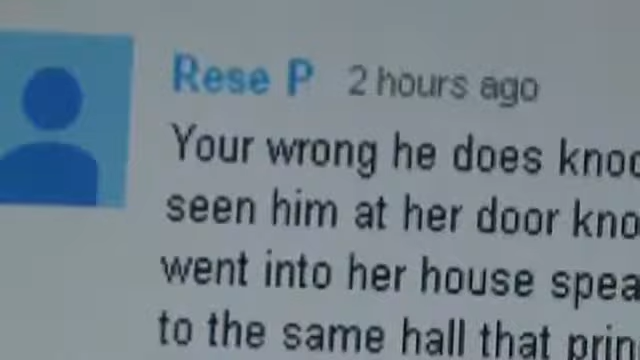 Rese P 2 hours ago
Your wrong he does knoc
seen him at her door kno
went into her house spea
to the same hall that prin